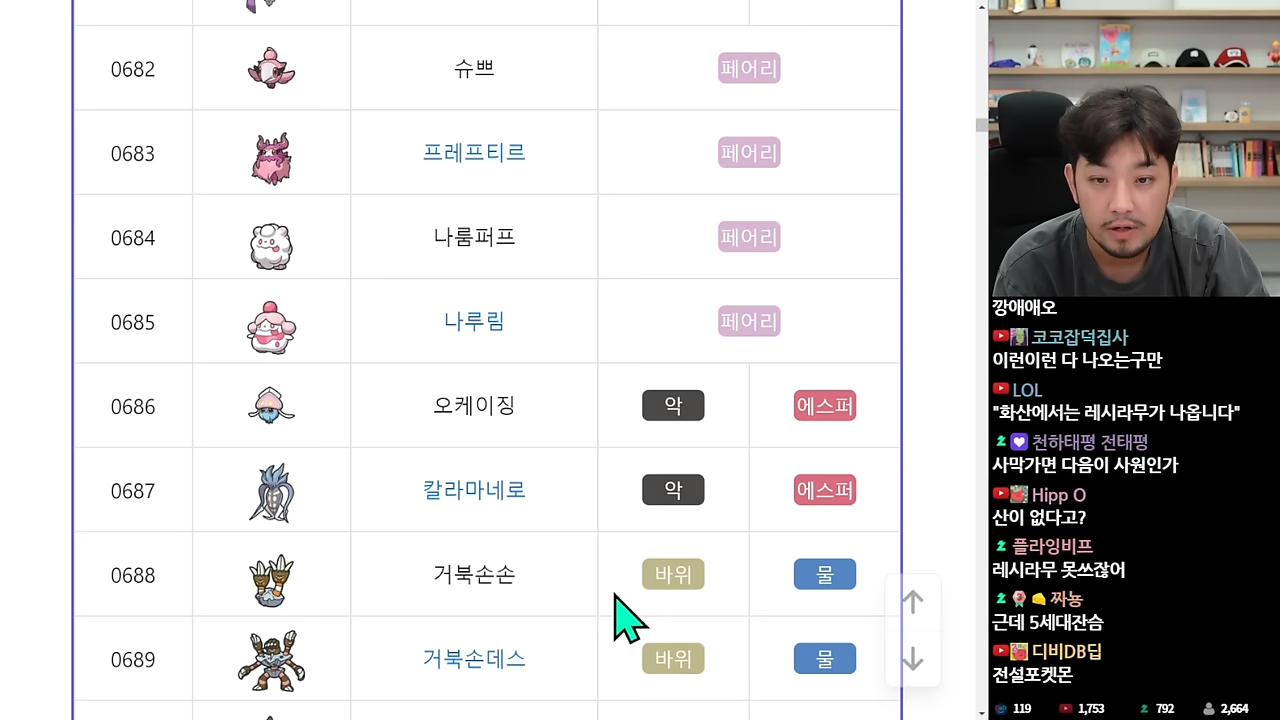 0682 슈쁘 페어리
0683 프레프티르 페어리
0684 나룸퍼프 페어리
0685 나루림 페어리
0686 오케이징 악 에스퍼
0687 칼라마네로 악 에스퍼
0688 거북손손 바위 물
0689 거북손데스 바위 물
깡애애오
코코잡덕집사
이런이런 다 나오는구만
LOL
"화산에서는 레시라무가 나옵니다"
천하태평 전태평
사막가면 다음이 사원인가
Hipp O
산이 없다고?
플라잉비프
레시라무 못쓰잖어
짜뇽
근데 5세대잔슴
디비DB딥
전설포켓몬
119 1,753 792 2,664